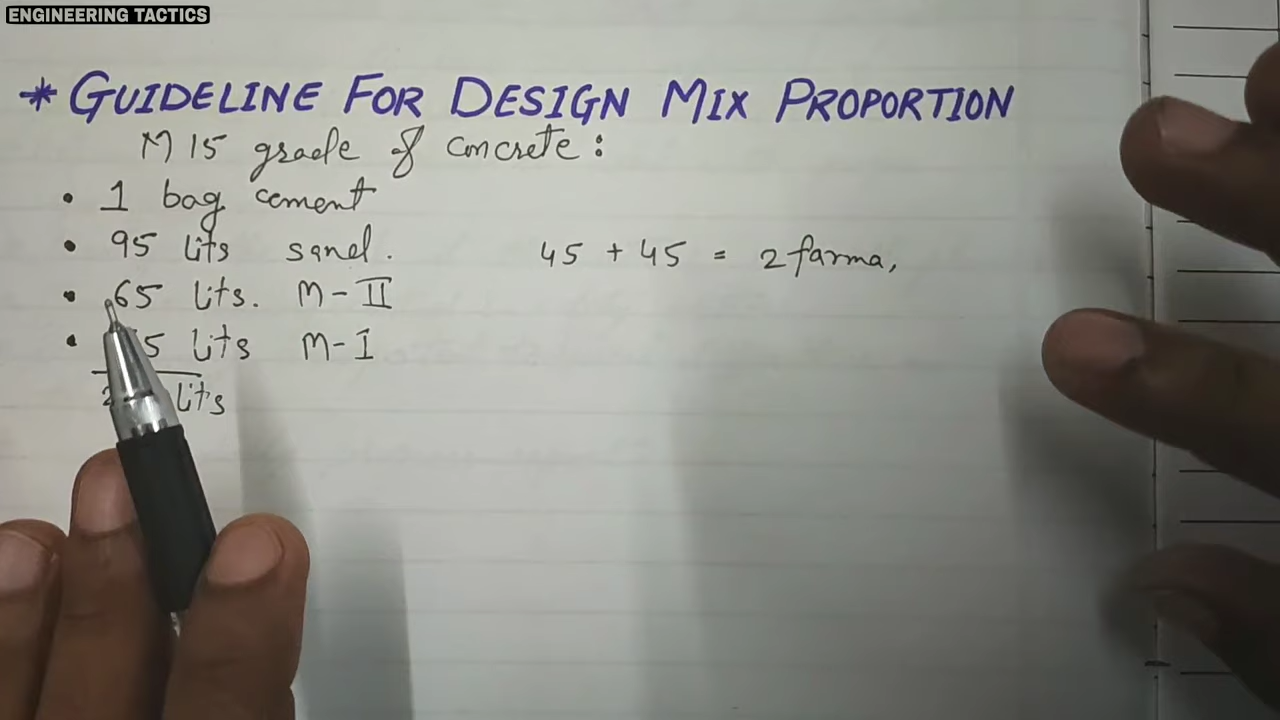 ENGINEERING TACTICS
* GUIDELINE FOR DESIGN MIX PROPORTION
M 15 grade of concrete :
• 1 bag cement
• 95 lits sand. 45 + 45 = 2 farma,
• 65 lits. M-II
• lits M-I
lits